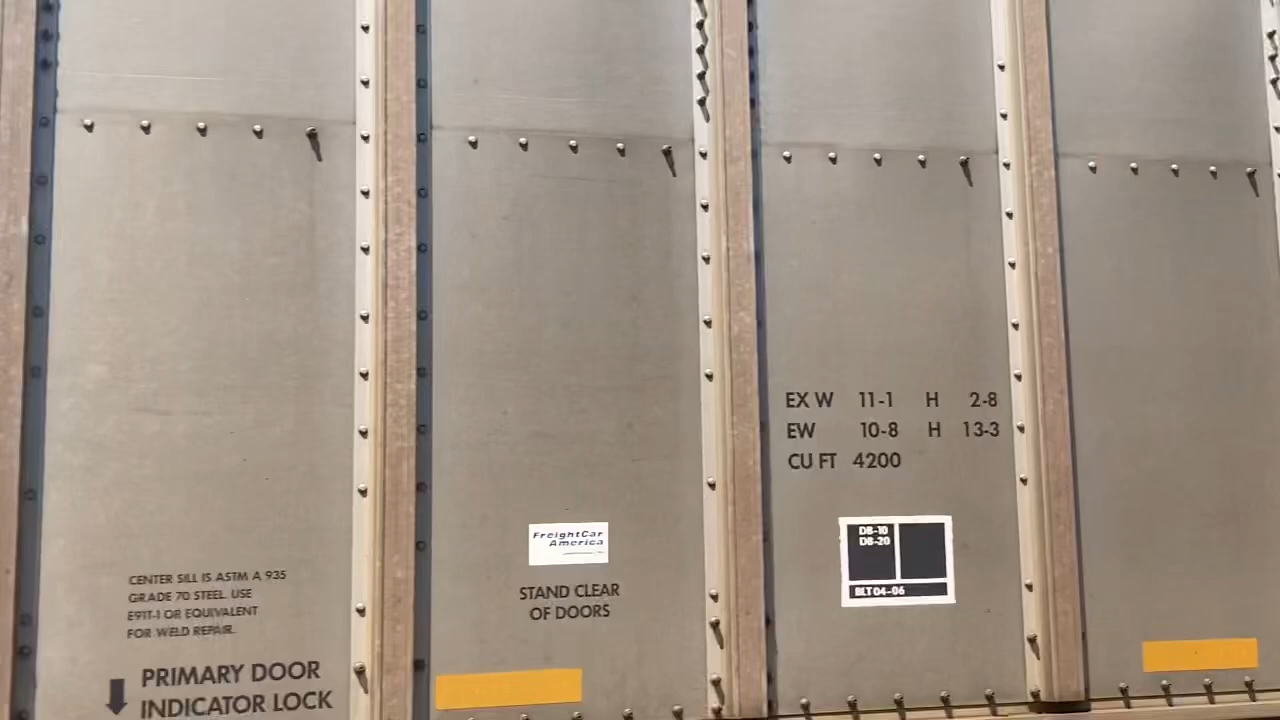 CENTER SILL IS ASTM A 935
GRADE 70 STEEL. USE
E91T-1 OR EQUIVALENT
FOR WELD REPAIR.
PRIMARY DOOR
INDICATOR LOCK
FreightCar
America
STAND CLEAR
OF DOORS
EX W 11-1 H 2-8
EW 10-8 H 13-3
CU FT 4200
DB-10
DB-20
BLT 04-06